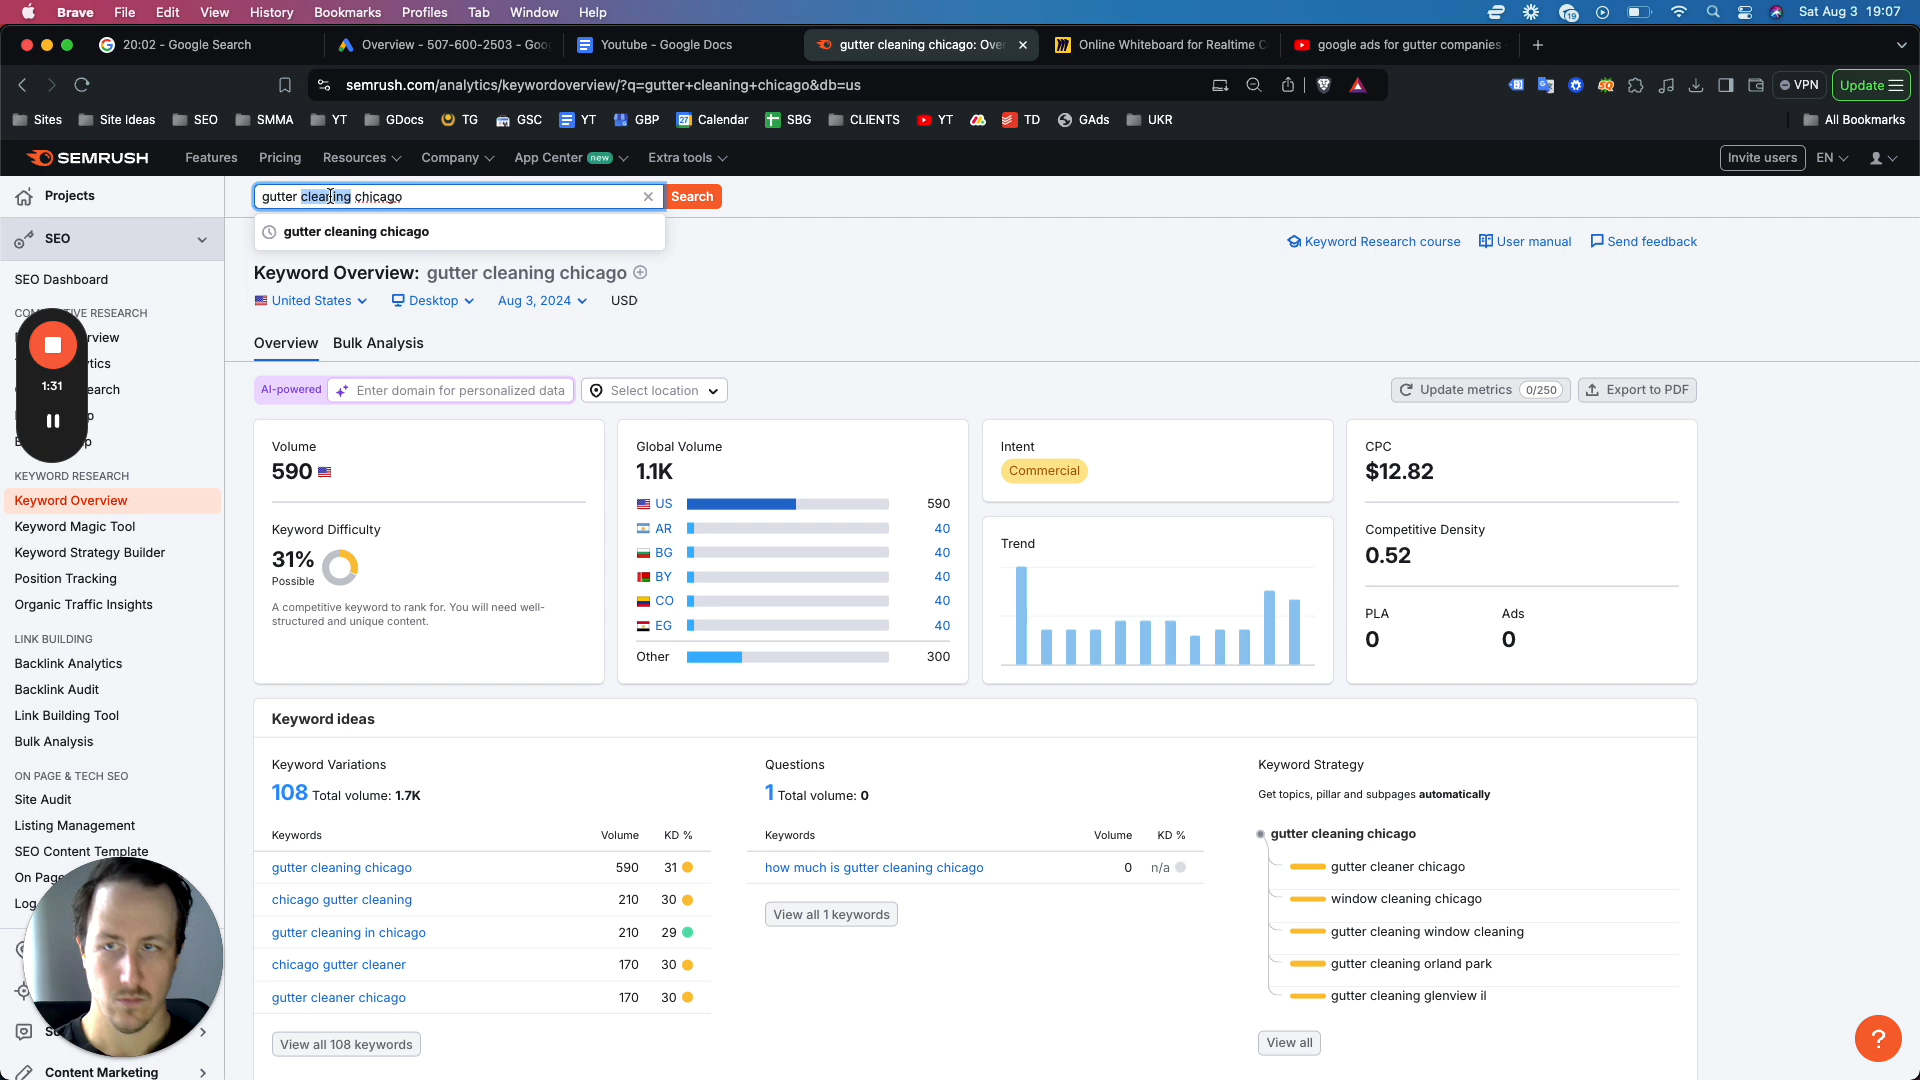 Brave File Edit View History Bookmarks Profiles Tab Window Help
19
Sat Aug 3 19:07
20:02 - Google Search
Overview - 507-600-2503 - Goo
Youtube - Google Docs
gutter cleaning chicago: Ove
Online Whiteboard for Realtime C
google ads for gutter companies
semrush.com/analytics/keywordoverview/?q=gutter+cleaning+chicago&db=us
VPN
Update
Sites
Site Ideas
SEO
SMMA
YT
GDocs
TG
GSC
YT
GBP
Calendar
SBG
CLIENTS
YT
TD
GAds
UKR
All Bookmarks
SEMRUSH
Features
Pricing
Resources
Company
App Center new
Extra tools
Invite users
EN
Projects
SEO
SEO Dashboard
VE RESEARCH
rview
tics
earch
KEYWORD RESEARCH
Keyword Overview
Keyword Magic Tool
Keyword Strategy Builder
Position Tracking
Organic Traffic Insights
LINK BUILDING
Backlink Analytics
Backlink Audit
Link Building Tool
Bulk Analysis
ON PAGE & TECH SEO
Site Audit
Listing Management
SEO Content Template
On Page
Log
Content Marketing
1:31
gutter cleaning chicago
Search
gutter cleaning chicago
Keyword Research course
User manual
Send feedback
Keyword Overview: gutter cleaning chicago
United States
Desktop
Aug 3, 2024
USD
Overview
Bulk Analysis
AI-powered
Enter domain for personalized data
Select location
Update metrics 0/250
Export to PDF
Volume
590
Keyword Difficulty
31%
Possible
A competitive keyword to rank for. You will need well-
structured and unique content.
Global Volume
1.1K
US 590
AR 40
BG 40
BY 40
CO 40
EG 40
Other 300
Intent
Commercial
Trend
CPC
$12.82
Competitive Density
0.52
PLA
0
Ads
0
Keyword ideas
Keyword Variations
108 Total volume: 1.7K
Keywords Volume KD %
gutter cleaning chicago 590 31
chicago gutter cleaning 210 30
gutter cleaning in chicago 210 29
chicago gutter cleaner 170 30
gutter cleaner chicago 170 30
View all 108 keywords
Questions
1 Total volume: 0
Keywords Volume KD %
how much is gutter cleaning chicago 0 n/a
View all 1 keywords
Keyword Strategy
Get topics, pillar and subpages automatically
gutter cleaning chicago
gutter cleaner chicago
window cleaning chicago
gutter cleaning window cleaning
gutter cleaning orland park
gutter cleaning glenview il
View all
?